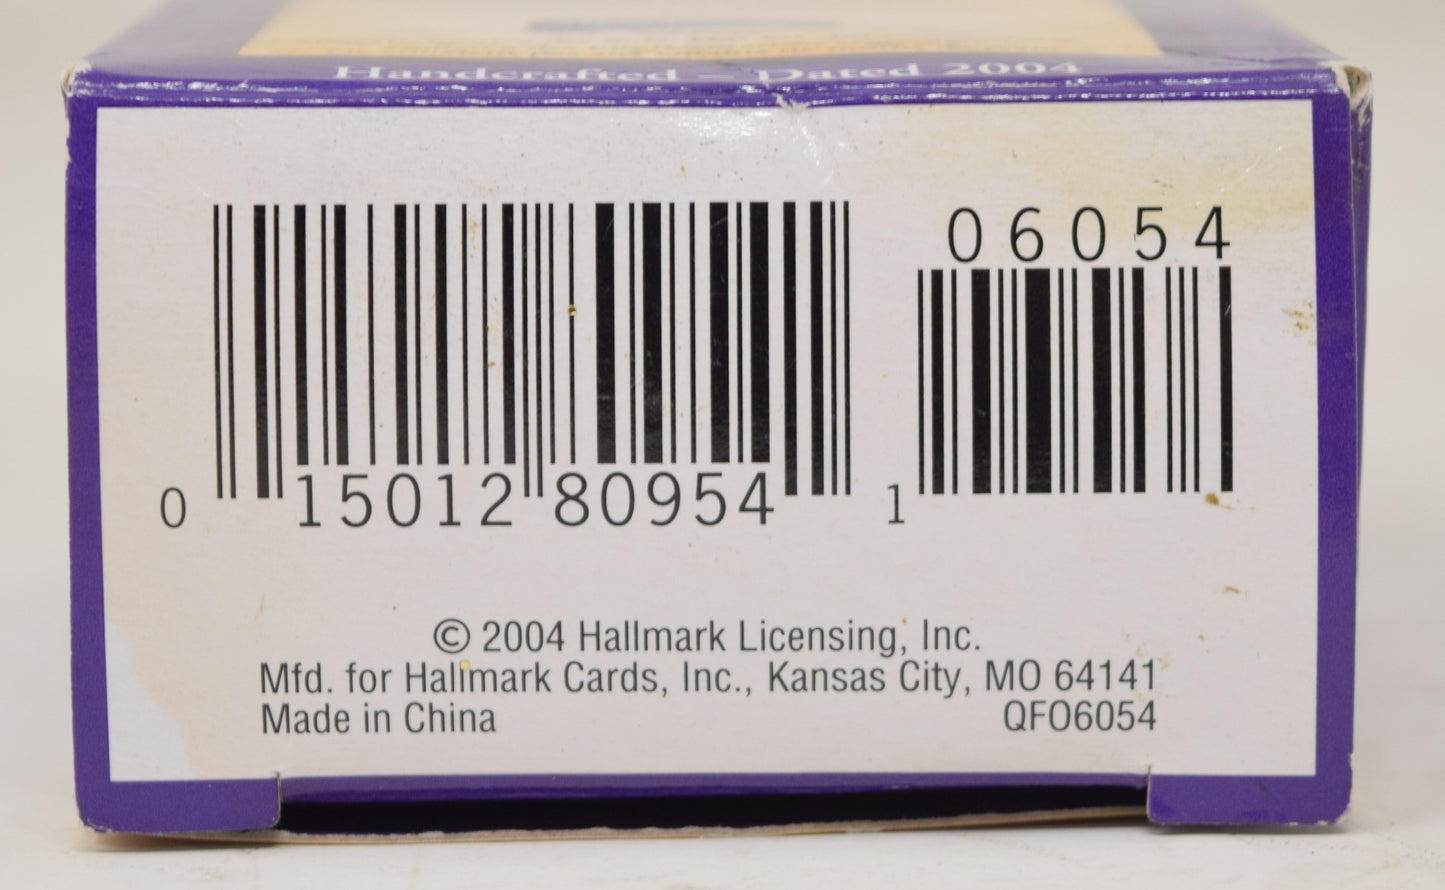 Handcrafted – Dated 2004
06054
0 15012 80954 1
© 2004 Hallmark Licensing, Inc.
Mfd. for Hallmark Cards, Inc., Kansas City, MO 64141
Made in China QFO6054